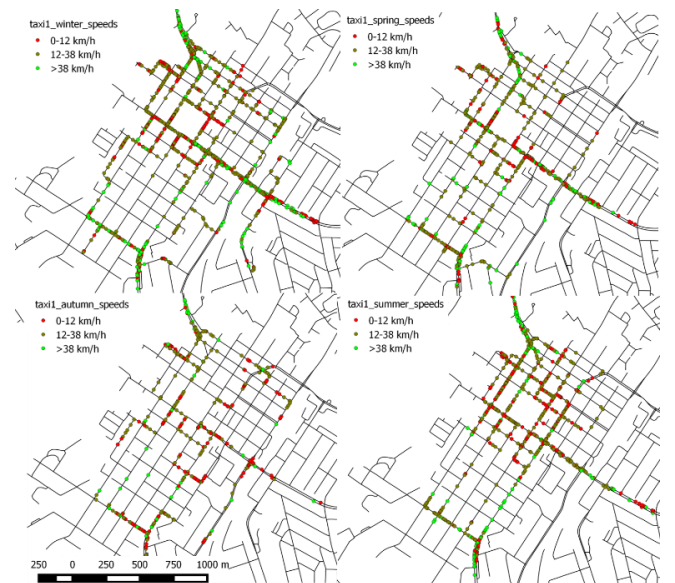 taxi1_winter_speeds
0-12 km/h
12-38 km/h
>38 km/h
taxi1_spring_speeds
0-12 km/h
12-38 km/h
>38 km/h
taxi1_autumn_speeds
0-12 km/h
12-38 km/h
>38 km/h
taxi1_summer_speeds
0-12 km/h
12-38 km/h
>38 km/h
250 0 250 500 750 1000 m